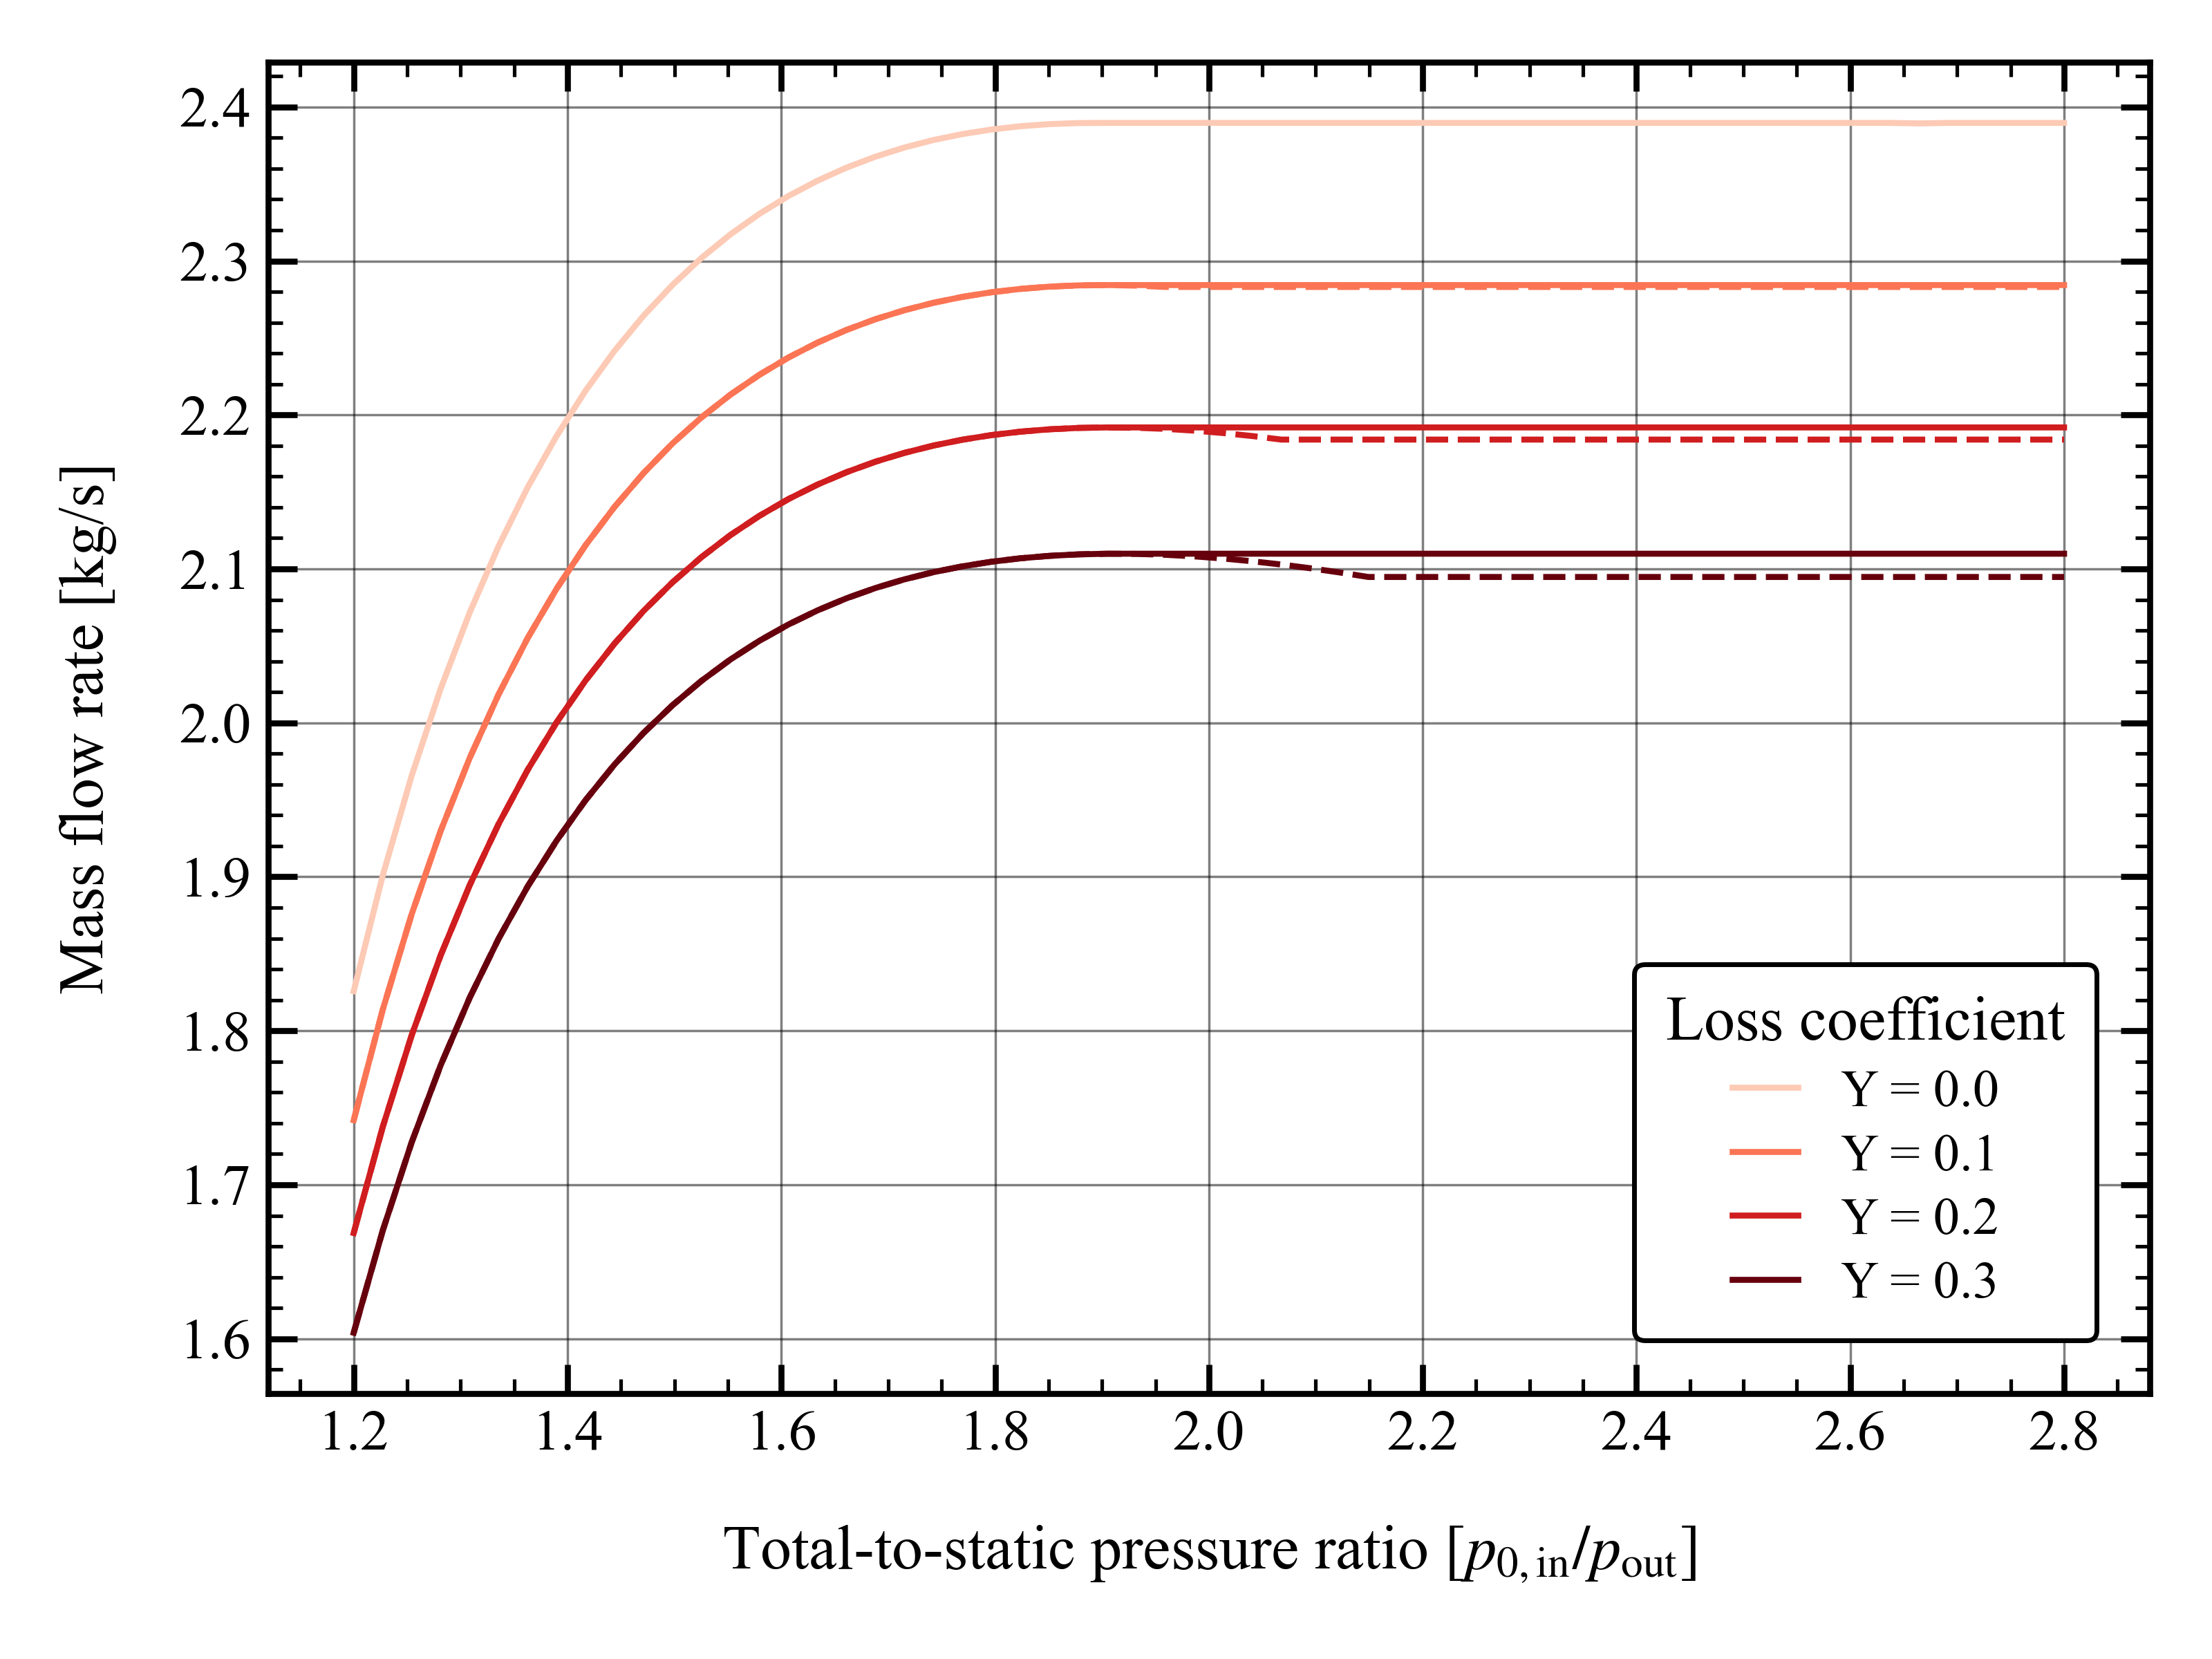 2.4
2.3
2.2
2.1
2.0
1.9
1.8
1.7
1.6
Mass flow rate [kg/s]
Loss coefficient
Y = 0.0
Y = 0.1
Y = 0.2
Y = 0.3
1.2 1.4 1.6 1.8 2.0 2.2 2.4 2.6 2.8
Total-to-static pressure ratio [p0, in/pout]